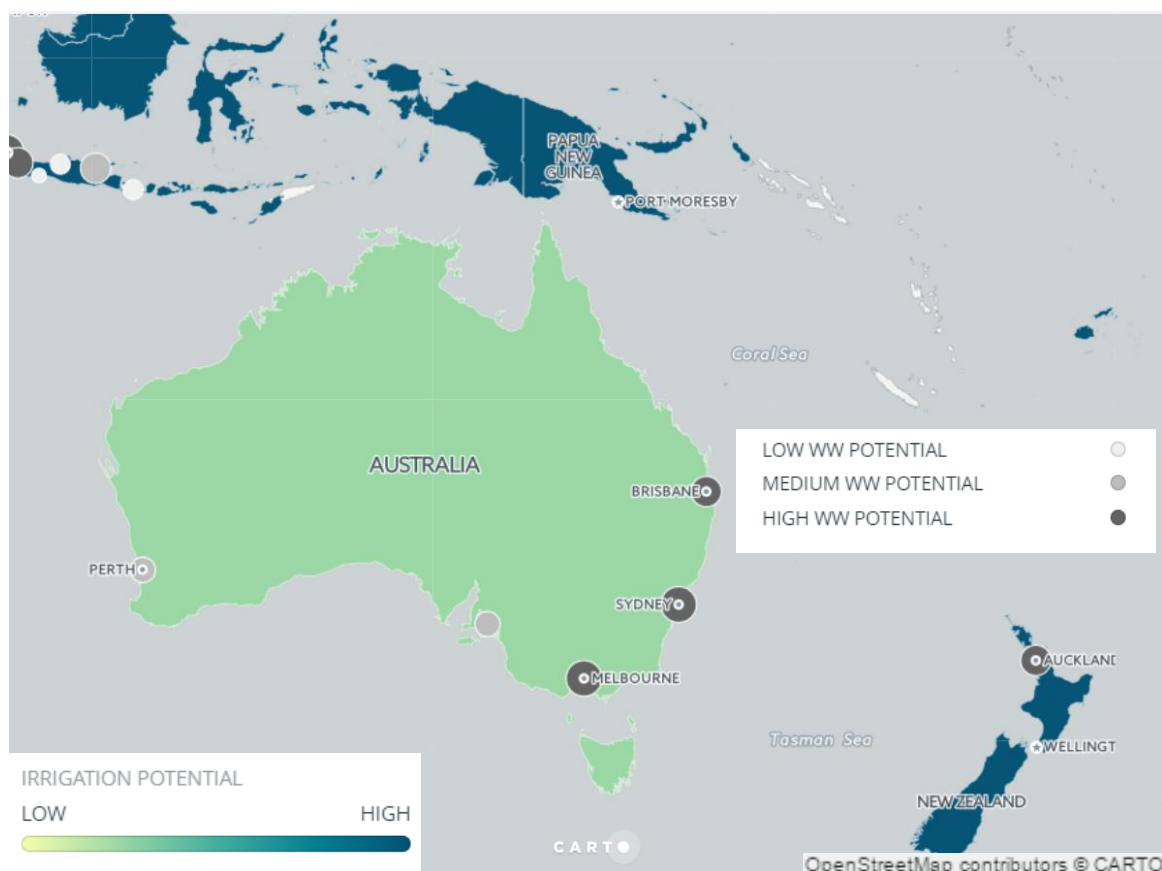 PAPUA
NEW
GUINEA
PORT MORESBY
Coral Sea
AUSTRALIA
LOW WW POTENTIAL
MEDIUM WW POTENTIAL
HIGH WW POTENTIAL
BRISBANE
PERTH
SYDNEY
AUCKLAND
MELBOURNE
Tasman Sea
WELLINGT
NEW ZEALAND
IRRIGATION POTENTIAL
LOW HIGH
CARTO
OpenStreetMap contributors © CARTO